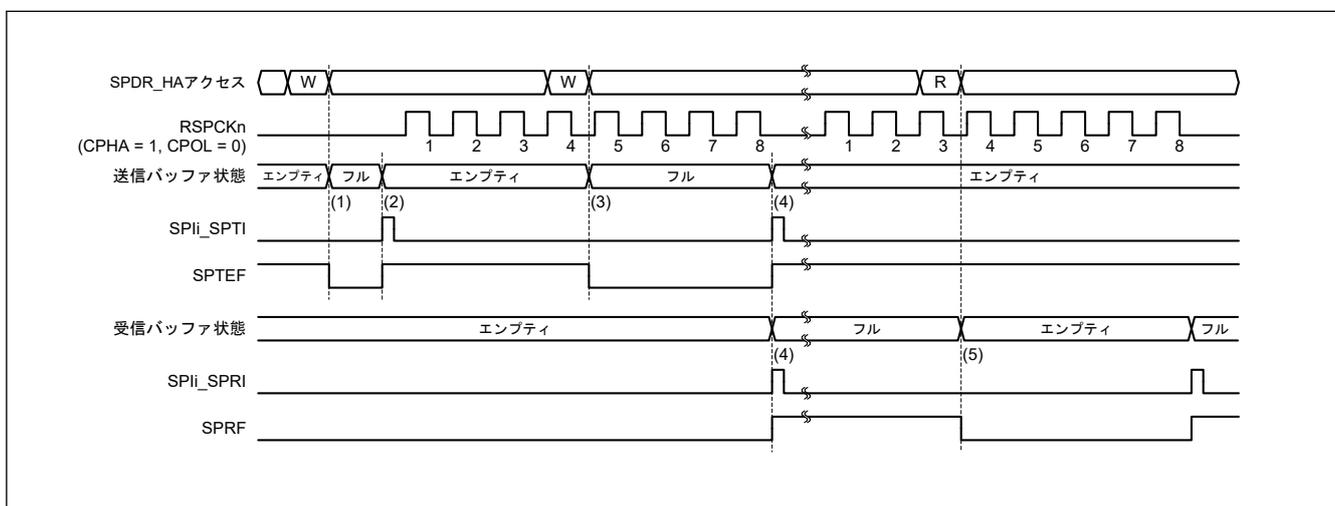 SPDR_HAアクセス W W R
RSPCKn
(CPHA = 1, CPOL = 0)
1 2 3 4 5 6 7 8 1 2 3 4 5 6 7 8
送信バッファ状態 エンプティ フル エンプティ フル エンプティ
(1) (2) (3) (4)
SPIi_SPTI
SPTEF
受信バッファ状態 エンプティ フル エンプティ フル
(4) (5)
SPIi_SPRI
SPRF